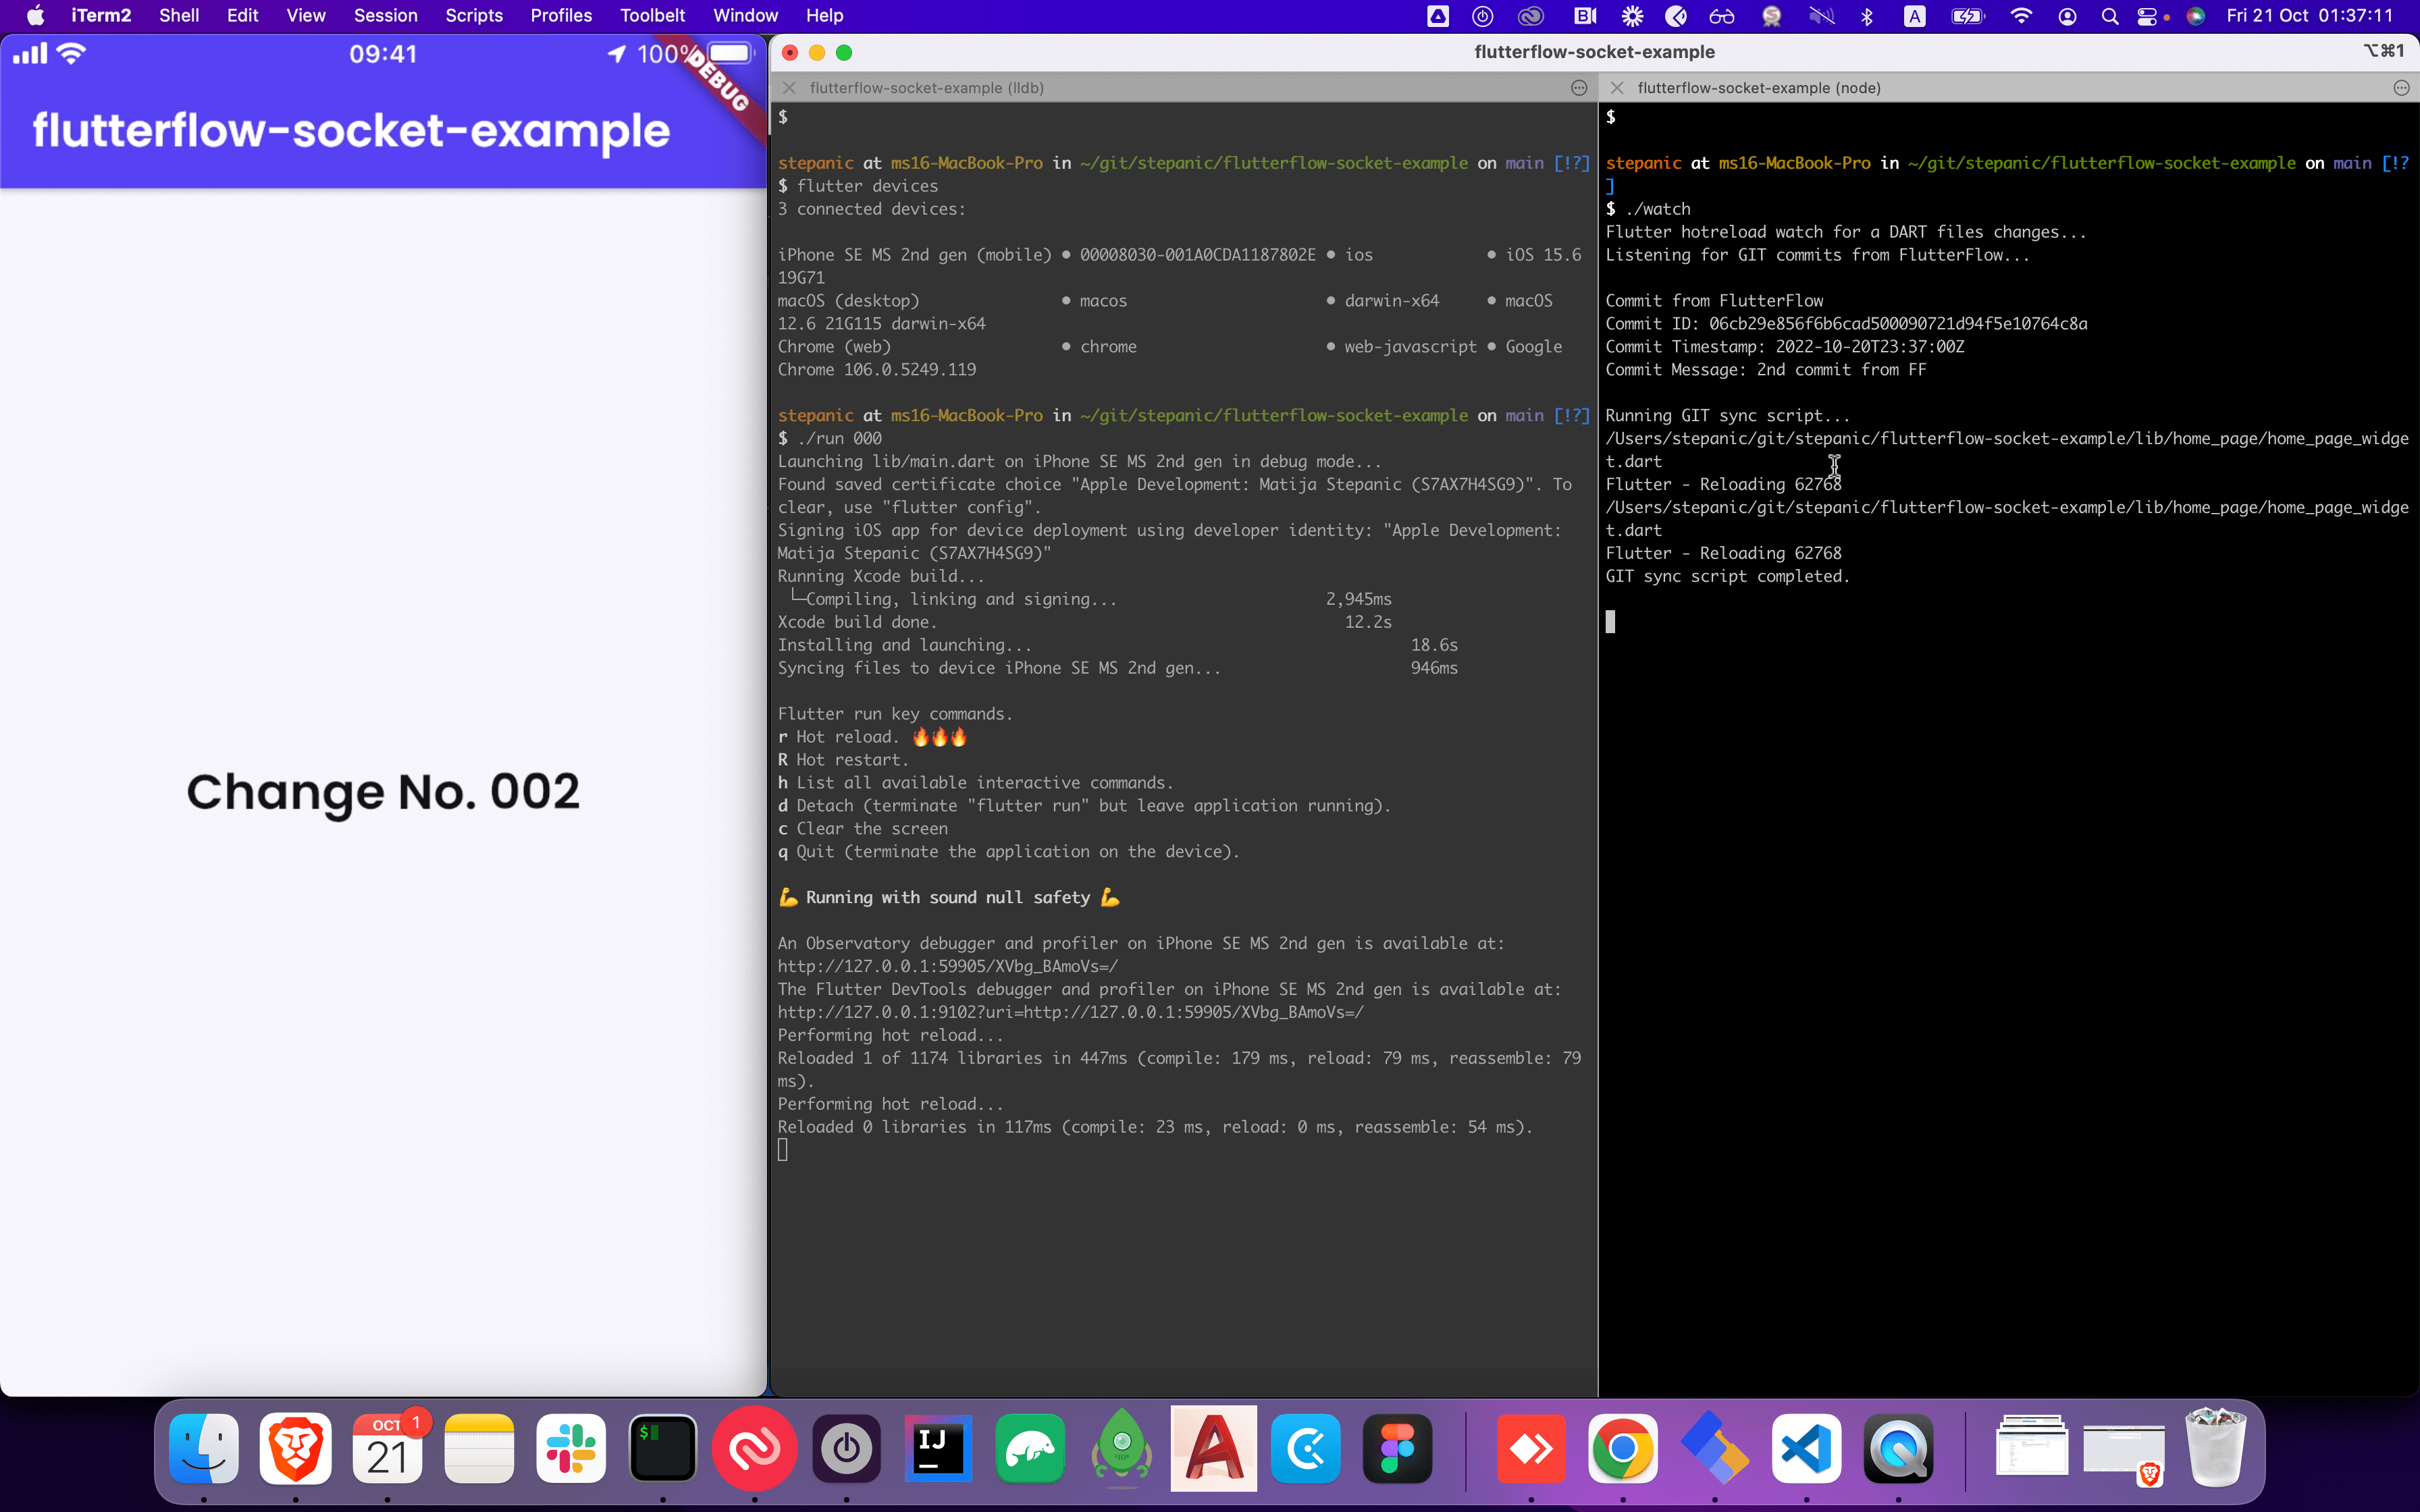 iTerm2 Shell Edit View Session Scripts Profiles Toolbelt Window Help
A Fri 21 Oct 01:37:11
09:41 100%
DEBUG
flutterflow-socket-example
Change No. 002
flutterflow-socket-example
⌥⌘1
flutterflow-socket-example (lldb)
$
stepanic at ms16-MacBook-Pro in ~/git/stepanic/flutterflow-socket-example on main [!?]
$ flutter devices
3 connected devices:
iPhone SE MS 2nd gen (mobile) • 00008030-001A0CDA1187802E • ios • iOS 15.6
19G71
macOS (desktop) • macos • darwin-x64 • macOS
12.6 21G115 darwin-x64
Chrome (web) • chrome • web-javascript • Google
Chrome 106.0.5249.119
stepanic at ms16-MacBook-Pro in ~/git/stepanic/flutterflow-socket-example on main [!?]
$ ./run 000
Launching lib/main.dart on iPhone SE MS 2nd gen in debug mode...
Found saved certificate choice "Apple Development: Matija Stepanic (S7AX7H4SG9)". To
clear, use "flutter config".
Signing iOS app for device deployment using developer identity: "Apple Development:
Matija Stepanic (S7AX7H4SG9)"
Running Xcode build...
└─Compiling, linking and signing... 2,945ms
Xcode build done. 12.2s
Installing and launching... 18.6s
Syncing files to device iPhone SE MS 2nd gen... 946ms
Flutter run key commands.
r Hot reload. 🔥🔥🔥
R Hot restart.
h List all available interactive commands.
d Detach (terminate "flutter run" but leave application running).
c Clear the screen
q Quit (terminate the application on the device).
💪 Running with sound null safety 💪
An Observatory debugger and profiler on iPhone SE MS 2nd gen is available at:
http://127.0.0.1:59905/XVbg_BAmoVs=/
The Flutter DevTools debugger and profiler on iPhone SE MS 2nd gen is available at:
http://127.0.0.1:9102?uri=http://127.0.0.1:59905/XVbg_BAmoVs=/
Performing hot reload...
Reloaded 1 of 1174 libraries in 447ms (compile: 179 ms, reload: 79 ms, reassemble: 79
ms).
Performing hot reload...
Reloaded 0 libraries in 117ms (compile: 23 ms, reload: 0 ms, reassemble: 54 ms).
flutterflow-socket-example (node)
$
stepanic at ms16-MacBook-Pro in ~/git/stepanic/flutterflow-socket-example on main [!?
]
$ ./watch
Flutter hotreload watch for a DART files changes...
Listening for GIT commits from FlutterFlow...
Commit from FlutterFlow
Commit ID: 06cb29e856f6b6cad500090721d94f5e10764c8a
Commit Timestamp: 2022-10-20T23:37:00Z
Commit Message: 2nd commit from FF
Running GIT sync script...
/Users/stepanic/git/stepanic/flutterflow-socket-example/lib/home_page/home_page_widge
t.dart
Flutter - Reloading 62768
/Users/stepanic/git/stepanic/flutterflow-socket-example/lib/home_page/home_page_widge
t.dart
Flutter - Reloading 62768
GIT sync script completed.
OCT 1
21
$
IJ